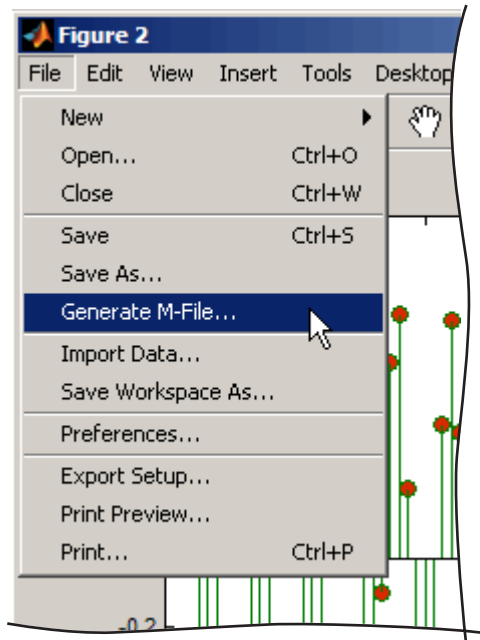 Figure 2
File Edit View Insert Tools Desktop
New
Open... Ctrl+O
Close Ctrl+W
Save Ctrl+S
Save As...
Generate M-File...
Import Data...
Save Workspace As...
Preferences...
Export Setup...
Print Preview...
Print... Ctrl+P
-0.2